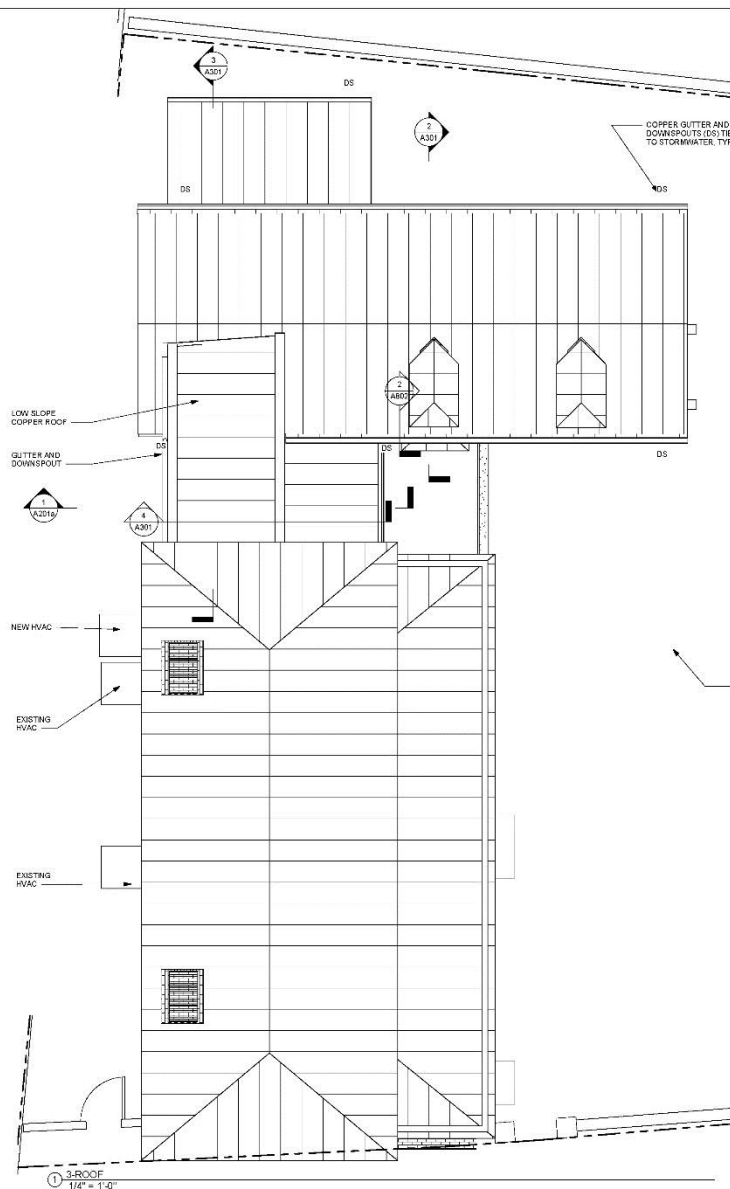 3
A301
DS
2
A301
COPPER GUTTER AND
DOWNSPOUTS (DS) TIE
TO STORMWATER, TYP
DS
DS
2
A802
LOW SLOPE
COPPER ROOF
GUTTER AND
DOWNSPOUT
DS
DS
DS
1
A201a
4
A301
NEW HVAC
EXISTING
HVAC
EXISTING
HVAC
1
3-ROOF
1/4" = 1'-0"